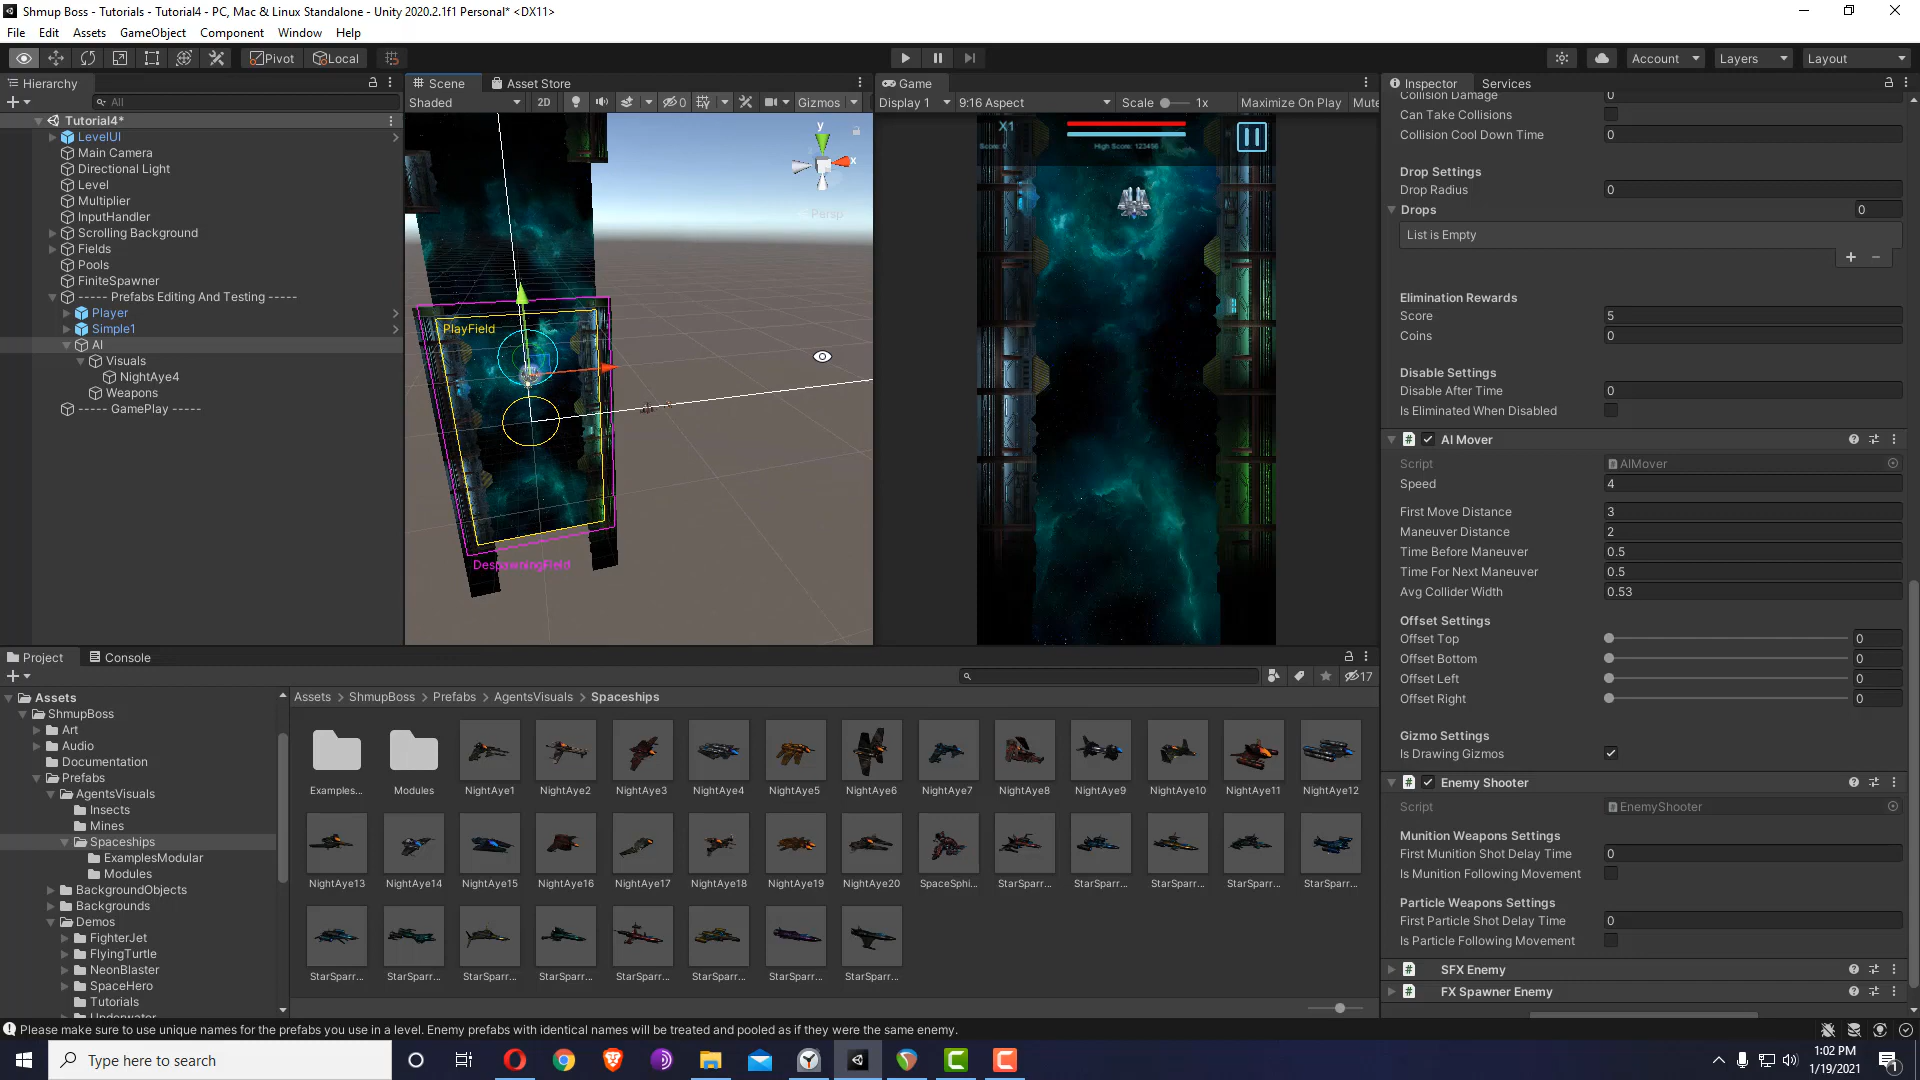 Shmup Boss - Tutorials - Tutorial4 - PC, Mac & Linux Standalone - Unity 2020.2.1f1 Personal* <DX11>
File Edit Assets GameObject Component Window Help
Pivot Local Account Layers Layout
Hierarchy
All
Tutorial4*
LevelUI
Main Camera
Directional Light
Level
Multiplier
InputHandler
Scrolling Background
Fields
Pools
FiniteSpawner
----- Prefabs Editing And Testing -----
Player
Simple1
AI
Visuals
NightAye4
Weapons
----- GamePlay -----
Scene Asset Store
Shaded 2D 0 Gizmos
y
x
Persp
PlayField
DespawningField
Game
Display 1 9:16 Aspect Scale 1x Maximize On Play Mute
X1
Score: 0 High Score: 123456
Inspector Services
Collision Damage 0
Can Take Collisions
Collision Cool Down Time 0
Drop Settings
Drop Radius 0
Drops 0
List is Empty
Elimination Rewards
Score 5
Coins 0
Disable Settings
Disable After Time 0
Is Eliminated When Disabled
AI Mover
Script AIMover
Speed 4
First Move Distance 3
Maneuver Distance 2
Time Before Maneuver 0.5
Time For Next Maneuver 0.5
Avg Collider Width 0.53
Offset Settings
Offset Top 0
Offset Bottom 0
Offset Left 0
Offset Right 0
Gizmo Settings
Is Drawing Gizmos
Enemy Shooter
Script EnemyShooter
Munition Weapons Settings
First Munition Shot Delay Time 0
Is Munition Following Movement
Particle Weapons Settings
First Particle Shot Delay Time 0
Is Particle Following Movement
SFX Enemy
FX Spawner Enemy
Project Console
17
Assets
ShmupBoss
Art
Audio
Documentation
Prefabs
AgentsVisuals
Insects
Mines
Spaceships
ExamplesModular
Modules
BackgroundObjects
Backgrounds
Demos
FighterJet
FlyingTurtle
NeonBlaster
SpaceHero
Tutorials
Underwater
Assets > ShmupBoss > Prefabs > AgentsVisuals > Spaceships
Examples... Modules NightAye1 NightAye2 NightAye3 NightAye4 NightAye5 NightAye6 NightAye7 NightAye8 NightAye9 NightAye10 NightAye11 NightAye12
NightAye13 NightAye14 NightAye15 NightAye16 NightAye17 NightAye18 NightAye19 NightAye20 SpaceSphi... StarSparr... StarSparr... StarSparr... StarSparr... StarSparr...
StarSparr... StarSparr... StarSparr... StarSparr... StarSparr... StarSparr... StarSparr... StarSparr...
Please make sure to use unique names for the prefabs you use in a level. Enemy prefabs with identical names will be treated and pooled as if they were the same enemy.
Type here to search
1:02 PM
1/19/2021
1